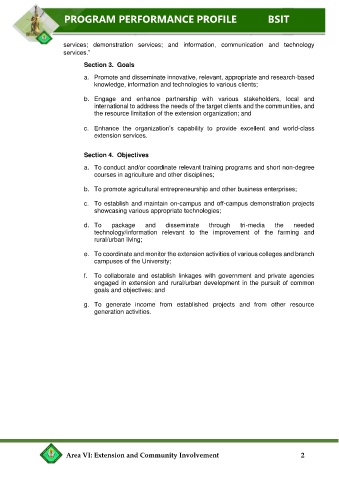 PROGRAM PERFORMANCE PROFILE BSIT
services; demonstration services; and information, communication and technology
services."
Section 3. Goals
a. Promote and disseminate innovative, relevant, appropriate and research-based
knowledge, information and technologies to various clients;
b. Engage and enhance partnership with various stakeholders, local and
international to address the needs of the target clients and the communities, and
the resource limitation of the extension organization; and
c. Enhance the organization's capability to provide excellent and world-class
extension services.
Section 4. Objectives
a. To conduct and/or coordinate relevant training programs and short non-degree
courses in agriculture and other disciplines;
b. To promote agricultural entrepreneurship and other business enterprises;
c. To establish and maintain on-campus and off-campus demonstration projects
showcasing various appropriate technologies;
d. To package and disseminate through tri-media the needed
technology/information relevant to the improvement of the farming and
rural/urban living;
e. To coordinate and monitor the extension activities of various colleges and branch
campuses of the University;
f. To collaborate and establish linkages with government and private agencies
engaged in extension and rural/urban development in the pursuit of common
goals and objectives; and
g. To generate income from established projects and from other resource
generation activities.
Area VI: Extension and Community Involvement 2